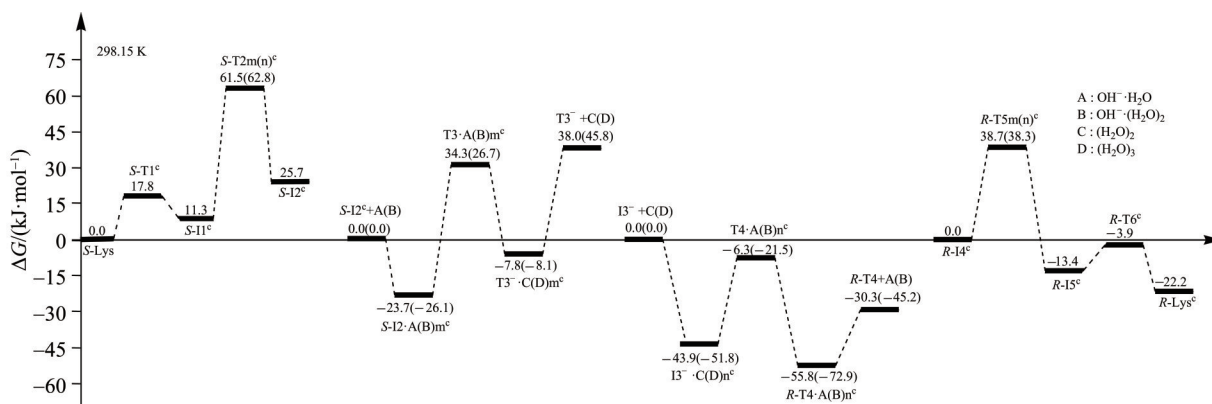 298.15 K
ΔG/(kJ·mol⁻¹)
75
60
45
30
15
0
−15
−30
−45
−60
0.0
S-Lys
S-T1ᶜ
17.8
11.3
S-I1ᶜ
S-T2m(n)ᶜ
61.5(62.8)
25.7
S-I2ᶜ
S-I2ᶜ+A(B)
0.0(0.0)
−23.7(−26.1)
S-I2·A(B)mᶜ
T3·A(B)mᶜ
34.3(26.7)
−7.8(−8.1)
T3⁻·C(D)mᶜ
T3⁻ +C(D)
38.0(45.8)
I3⁻ +C(D)
0.0(0.0)
−43.9(−51.8)
I3⁻ ·C(D)nᶜ
T4·A(B)nᶜ
−6.3(−21.5)
−55.8(−72.9)
R-T4·A(B)nᶜ
R-T4+A(B)
−30.3(−45.2)
0.0
R-I4ᶜ
R-T5m(n)ᶜ
38.7(38.3)
−13.4
R-I5ᶜ
R-T6ᶜ
−3.9
−22.2
R-Lysᶜ
A : OH⁻·H₂O
B : OH⁻·(H₂O)₂
C : (H₂O)₂
D : (H₂O)₃